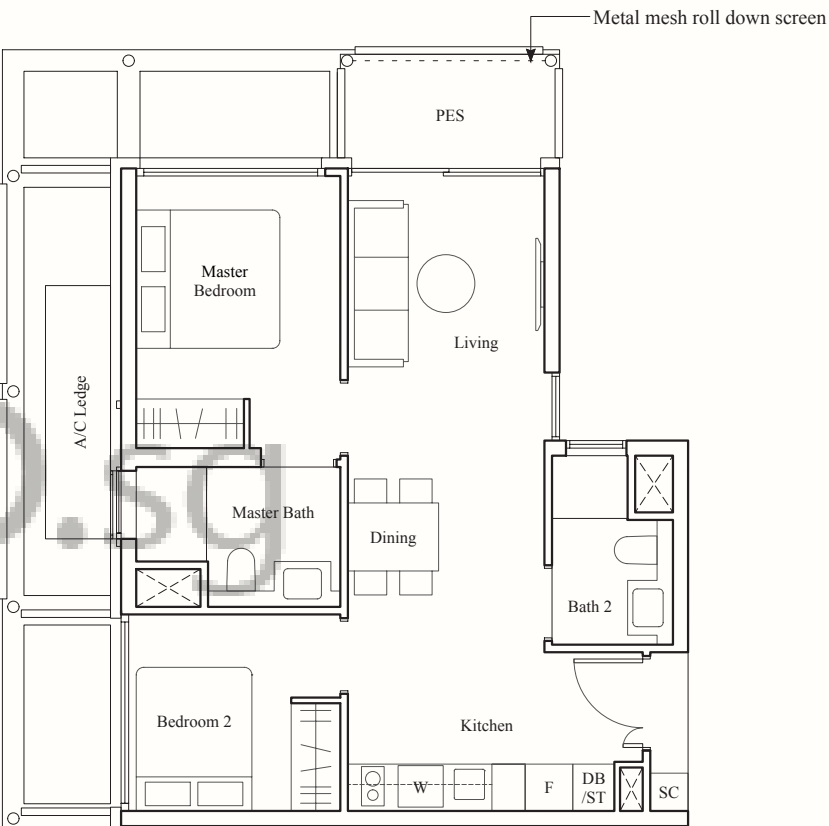 Metal mesh roll down screen
PES
Master
Bedroom
Living
A/C Ledge
.sg
Master Bath
Dining
Bath 2
Bedroom 2
Kitchen
W
F
DB
/ST
SC